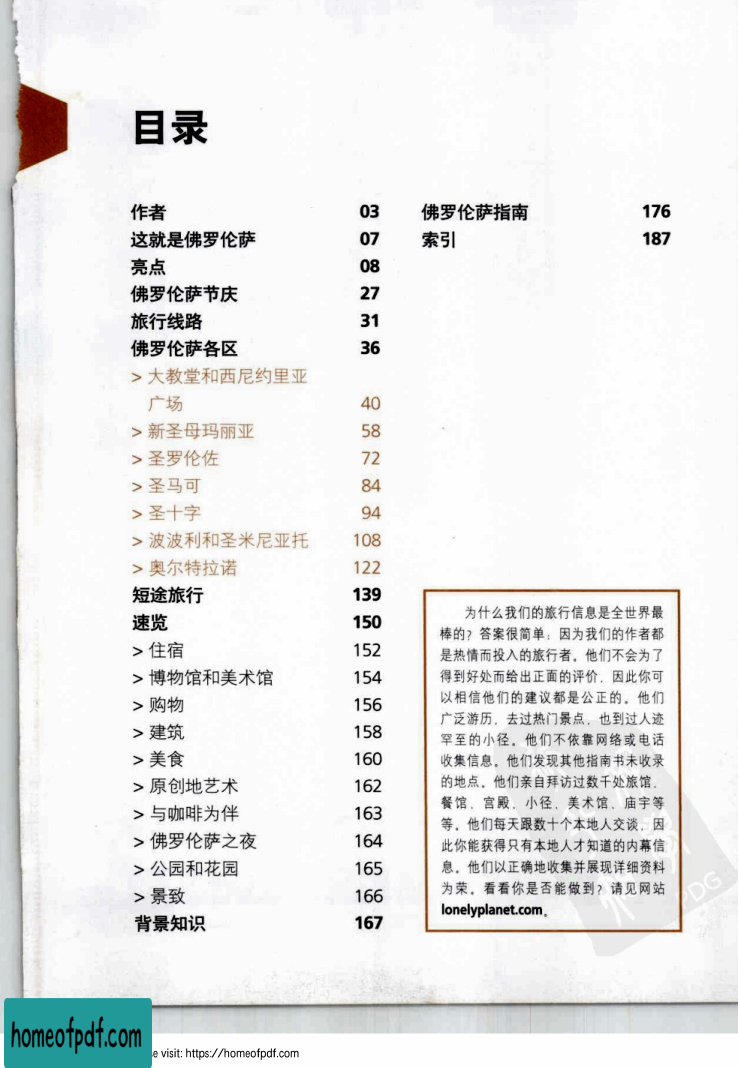 目录
作者 03
这就是佛罗伦萨 07
亮点 08
佛罗伦萨节庆 27
旅行线路 31
佛罗伦萨各区 36
> 大教堂和西尼约里亚
广场 40
> 新圣母玛丽亚 58
> 圣罗伦佐 72
> 圣马可 84
> 圣十字 94
> 波波利和圣米尼亚托 108
> 奥尔特拉诺 122
短途旅行 139
速览 150
> 住宿 152
> 博物馆和美术馆 154
> 购物 156
> 建筑 158
> 美食 160
> 原创地艺术 162
> 与咖啡为伴 163
> 佛罗伦萨之夜 164
> 公园和花园 165
> 景致 166
背景知识 167
佛罗伦萨指南 176
索引 187
为什么我们的旅行信息是全世界最
棒的？答案很简单：因为我们的作者都
是热情而投入的旅行者。他们不会为了
得到好处而给出正面的评价，因此你可
以相信他们的建议都是公正的。他们
广泛游历，去过热门景点，也到过人迹
罕至的小径。他们不依靠网络或电话
收集信息。他们发现其他指南书未收录
的地点。他们亲自拜访过数千处旅馆、
餐馆、宫殿、小径、美术馆、庙宇等
等。他们每天跟数十个本地人交谈，因
此你能获得只有本地人才知道的内幕信
息。他们以正确地收集并展现详细资料
为荣。看看你是否能做到？请见网站
lonelyplanet.com。
PDG
homeofpdf.com
e visit: https://homeofpdf.com